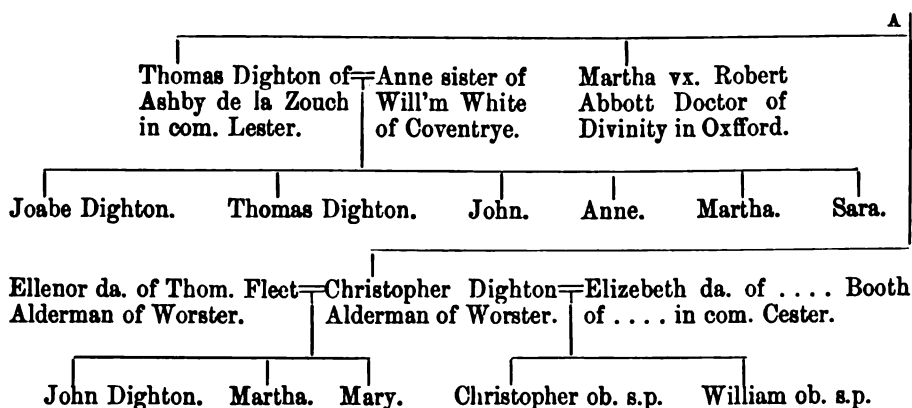 A
Thomas Dighton of Anne sister of Martha vx. Robert
Ashby de la Zouch Will'm White Abbott Doctor of
in com. Lester. of Coventrye. Divinity in Oxfford.
Joabe Dighton. Thomas Dighton. John. Anne. Martha. Sara.
Ellenor da. of Thom. Fleet Christopher Dighton Elizebeth da. of .... Booth
Alderman of Worster. Alderman of Worster. of .... in com. Cester.
John Dighton. Martha. Mary. Christopher ob. s.p. William ob. s.p.